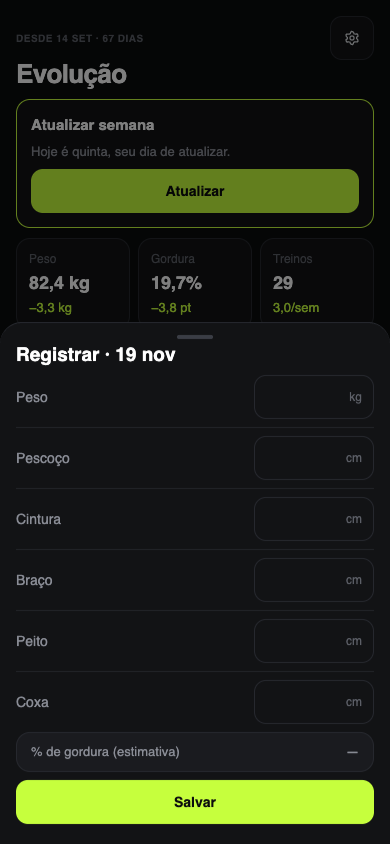 DESDE 14 SET · 67 DIAS
Evolução
Atualizar semana
Hoje é quinta, seu dia de atualizar.
Atualizar
Peso
82,4 kg
−3,3 kg
Gordura
19,7%
−3,8 pt
Treinos
29
3,0/sem
Registrar · 19 nov
Peso kg
Pescoço cm
Cintura cm
Braço cm
Peito cm
Coxa cm
% de gordura (estimativa) —
Salvar